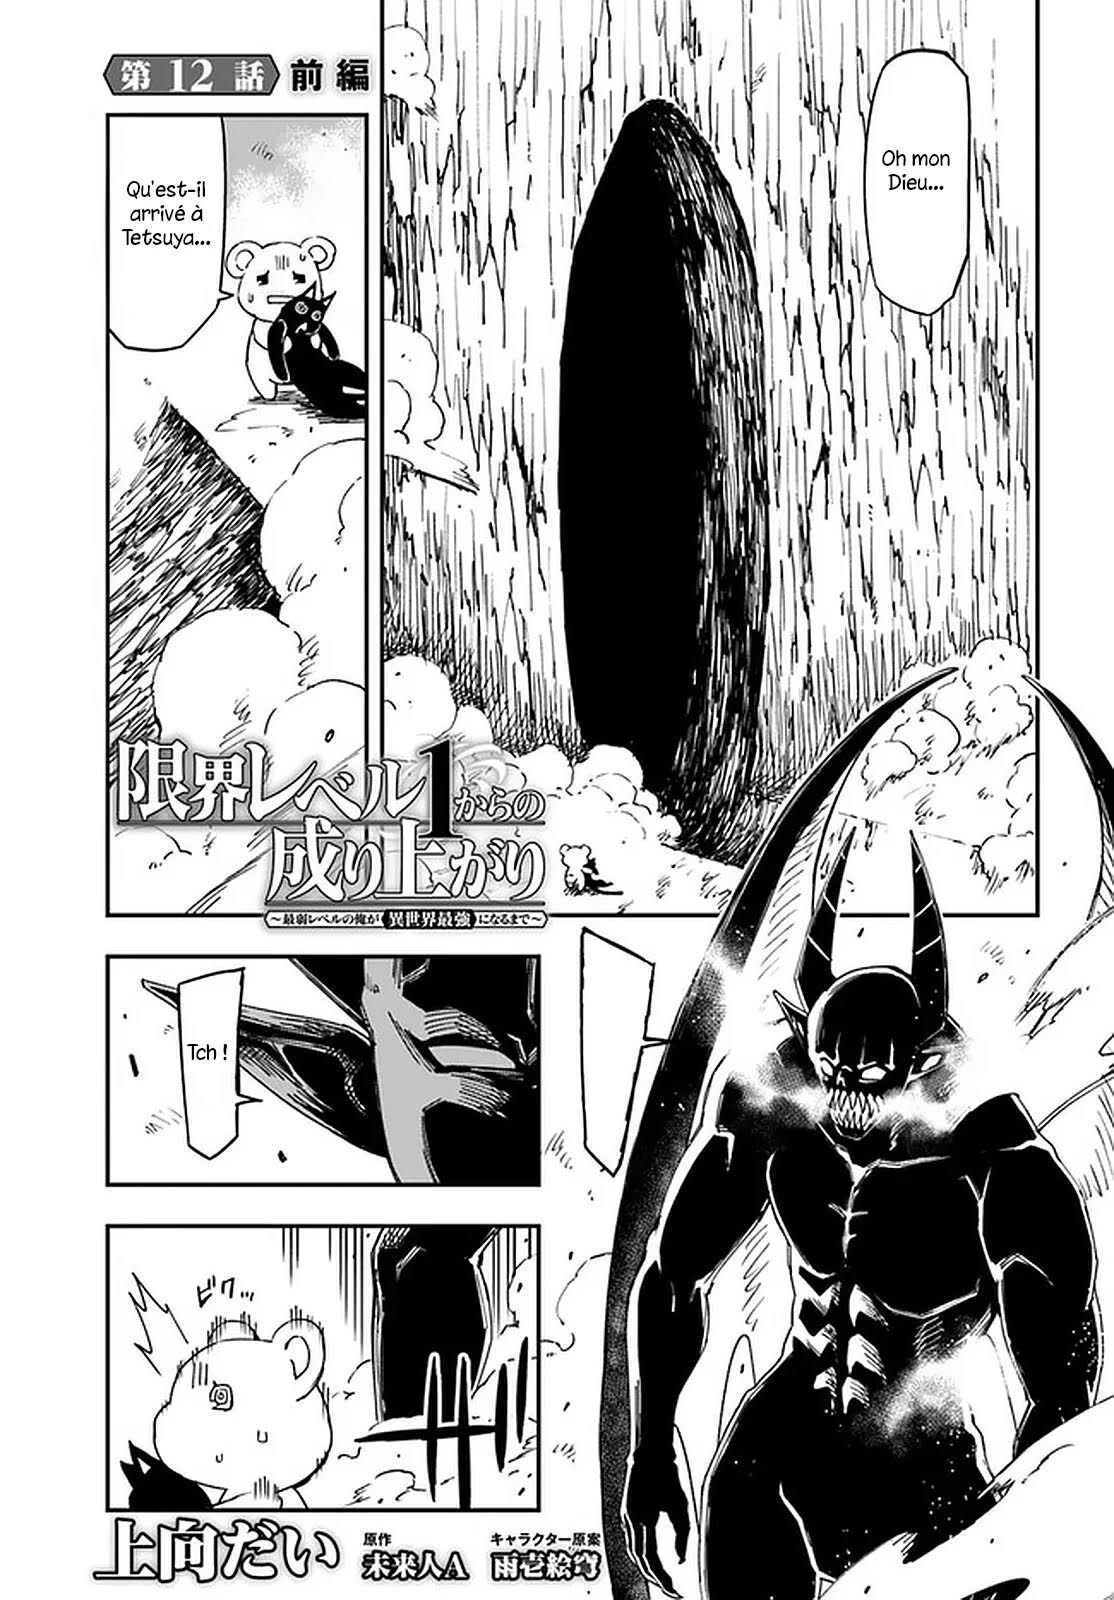 第12話 前編
Oh mon
Dieu...
Qu'est-il
arrivé à
Tetsuya...
限界レベル1からの
成り上がり
～最弱レベルの俺が異世界最強になるまで～
Tch !
ビク…
ザッ
上向だい
原作
未来人A
キャラクター原案
雨壱絵穹